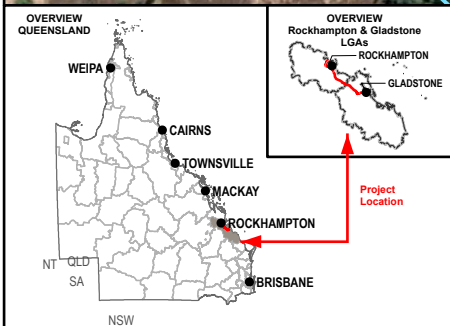 OVERVIEW
QUEENSLAND
WEIPA
CAIRNS
TOWNSVILLE
MACKAY
ROCKHAMPTON
BRISBANE
NT
QLD
SA
NSW
OVERVIEW
Rockhampton & Gladstone
LGAs
ROCKHAMPTON
GLADSTONE
Project
Location